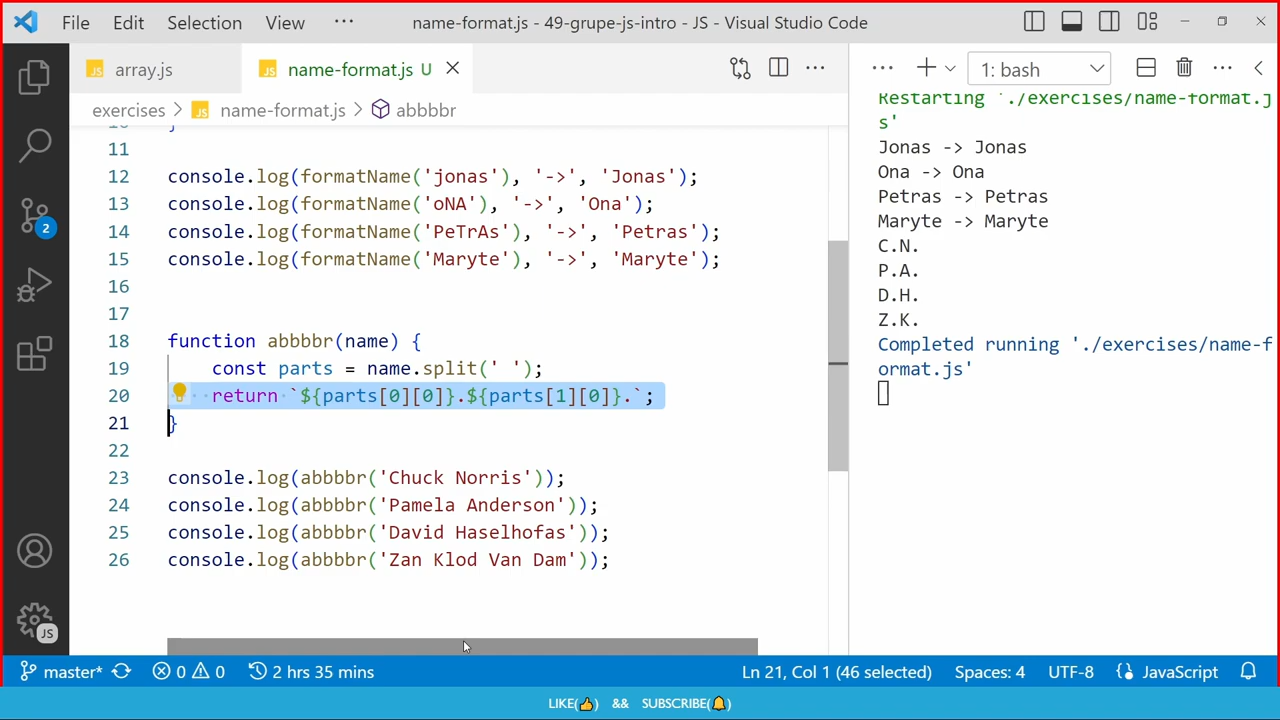 File Edit Selection View ··· name-format.js - 49-grupe-js-intro - JS - Visual Studio Code
JS array.js JS name-format.js U
··· 1: bash ···
exercises > JS name-format.js > abbbbr
11
12 console.log(formatName('jonas'), '->', 'Jonas');
13 console.log(formatName('oNA'), '->', 'Ona');
14 console.log(formatName('PeTrAs'), '->', 'Petras');
15 console.log(formatName('Maryte'), '->', 'Maryte');
16
17
18 function abbbbr(name) {
19 const parts = name.split(' ');
20 return `${parts[0][0]}.${parts[1][0]}.`;
21 }
22
23 console.log(abbbbr('Chuck Norris'));
24 console.log(abbbbr('Pamela Anderson'));
25 console.log(abbbbr('David Haselhofas'));
26 console.log(abbbbr('Zan Klod Van Dam'));
Restarting './exercises/name-format.j
s'
Jonas -> Jonas
Ona -> Ona
Petras -> Petras
Maryte -> Maryte
C.N.
P.A.
D.H.
Z.K.
Completed running './exercises/name-f
ormat.js'
2
JS
master* 0 0 2 hrs 35 mins Ln 21, Col 1 (46 selected) Spaces: 4 UTF-8 {} JavaScript
LIKE(👍) && SUBSCRIBE(🔔)